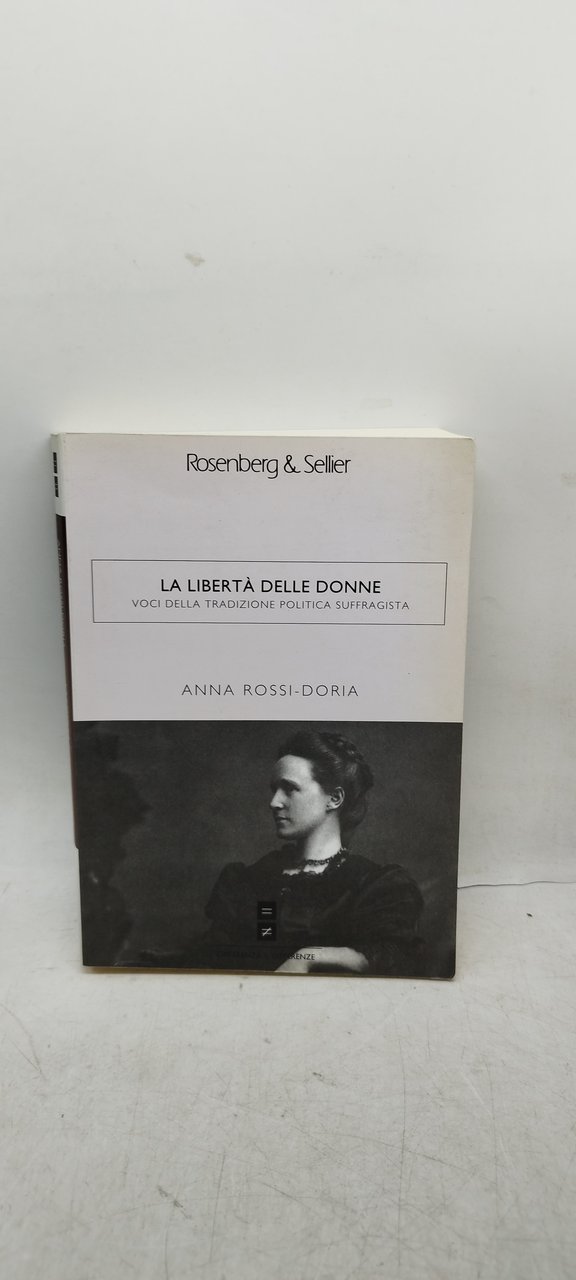 Rosenberg & Sellier
LA LIBERTÀ DELLE DONNE
VOCI DELLA TRADIZIONE POLITICA SUFFRAGISTA
ANNA ROSSI-DORIA
=
≠